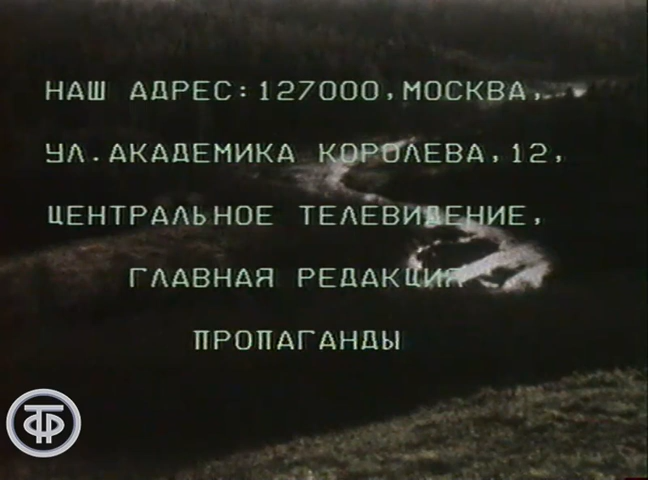 НАШ АДРЕС:127000,МОСКВА,
УЛ.АКАДЕМИКА КОРОЛЕВА,12,
ЦЕНТРАЛЬНОЕ ТЕЛЕВИДЕНИЕ,
ГЛАВНАЯ РЕДАКЦИЯ
ПРОПАГАНДЫ